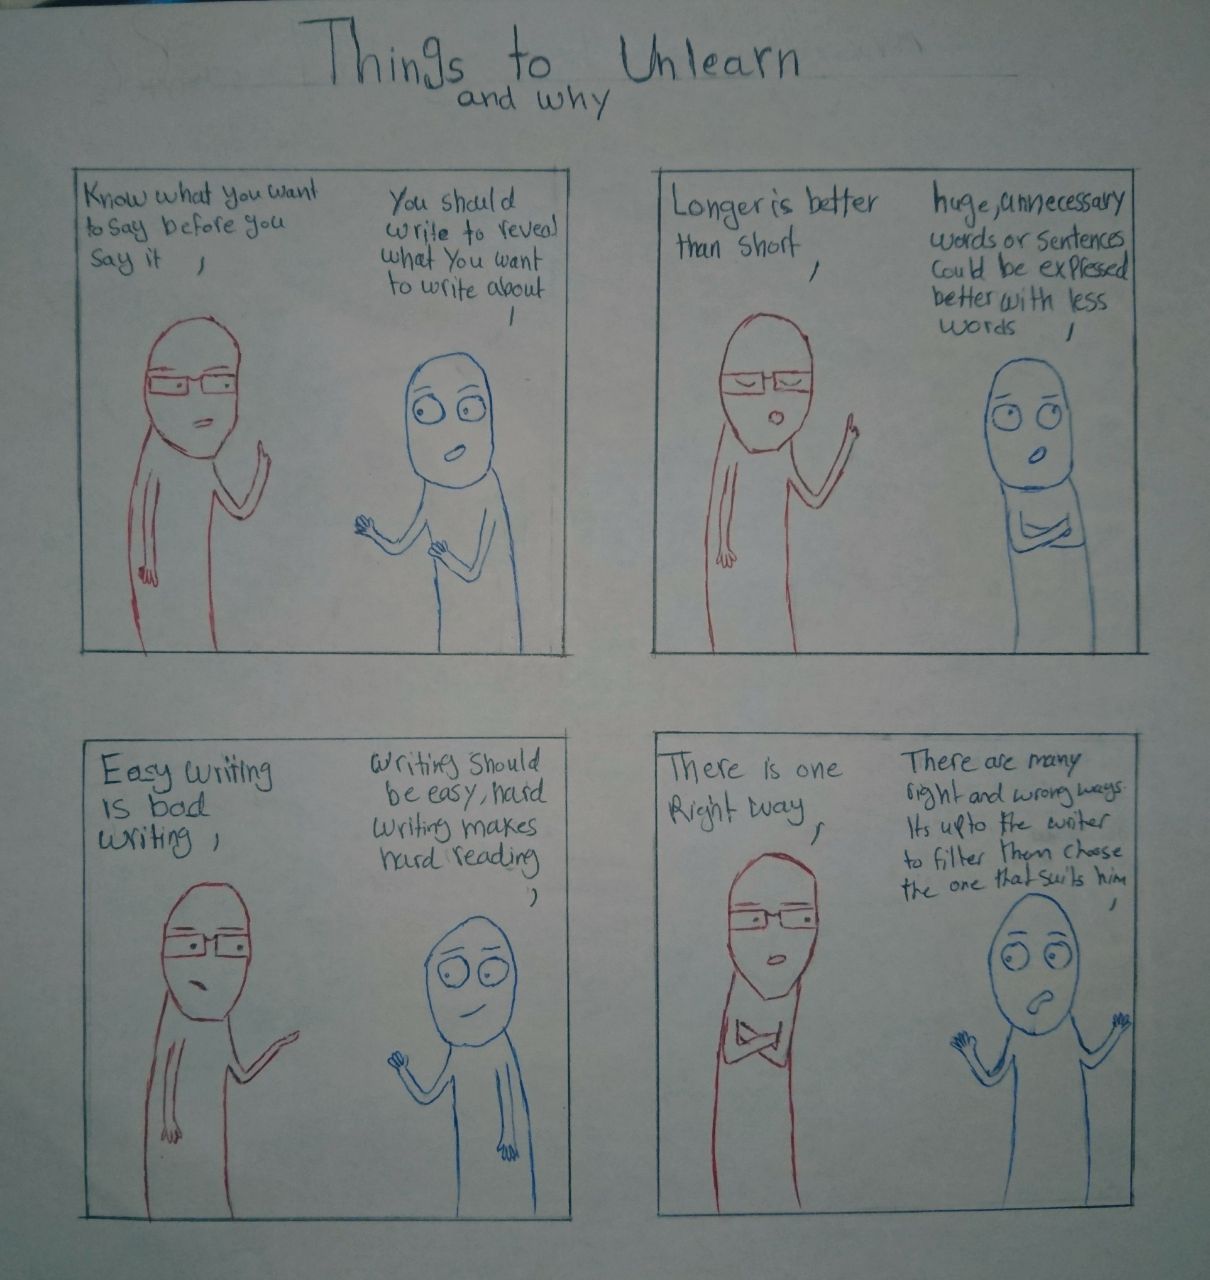 Things to Unlearn
and why
Know what you want
to say before you
say it
You should
write to reveal
what you want
to write about
Longer is better
than short
huge, unnecessary
words or sentences
could be expressed
better with less
words
Easy writing
is bad
writing
writing should
be easy, hard
writing makes
hard reading
There is one
Right way
There are many
right and wrong ways.
Its upto the writer
to filter them choose
the one that suits him